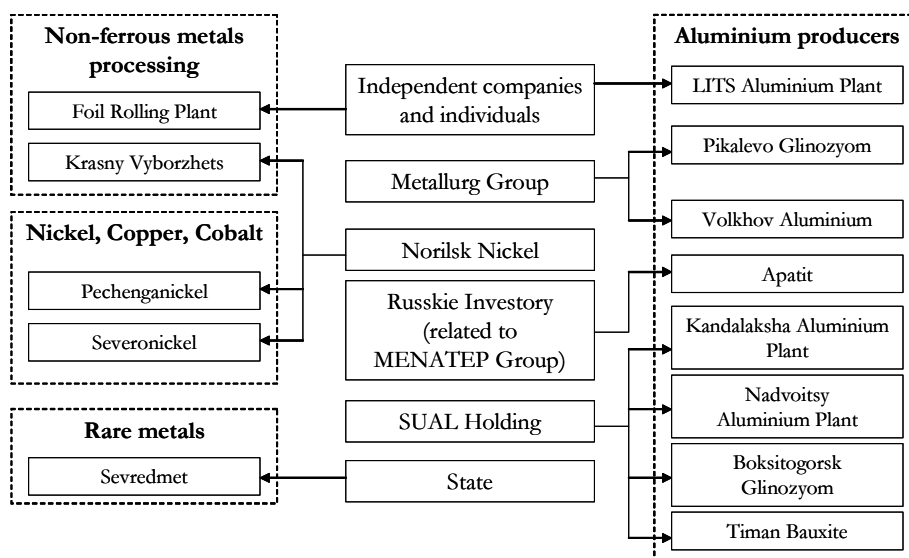 Non-ferrous metals
processing
Foil Rolling Plant
Krasny Vyborzhets
Nickel, Copper, Cobalt
Pechenganickel
Severonickel
Rare metals
Sevredmet
Independent companies
and individuals
Metallurg Group
Norilsk Nickel
Russkie Investory
(related to
MENATEP Group)
SUAL Holding
State
Aluminium producers
LITS Aluminium Plant
Pikalevo Glinozyom
Volkhov Aluminium
Apatit
Kandalaksha Aluminium
Plant
Nadvoitsy
Aluminium Plant
Boksitogorsk
Glinozyom
Timan Bauxite